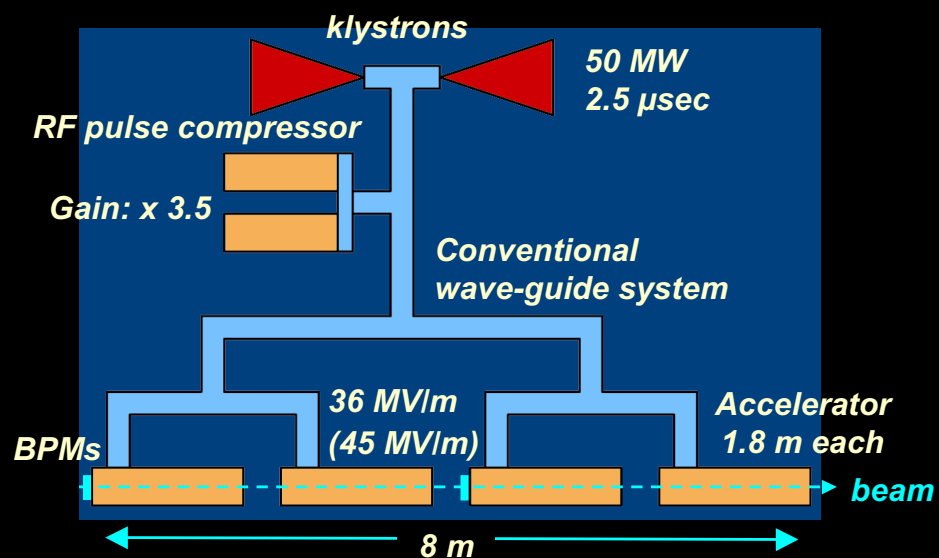 klystrons
50 MW
2.5 µsec
RF pulse compressor
Gain: x 3.5
Conventional
wave-guide system
36 MV/m
(45 MV/m)
Accelerator
1.8 m each
BPMs
beam
8 m